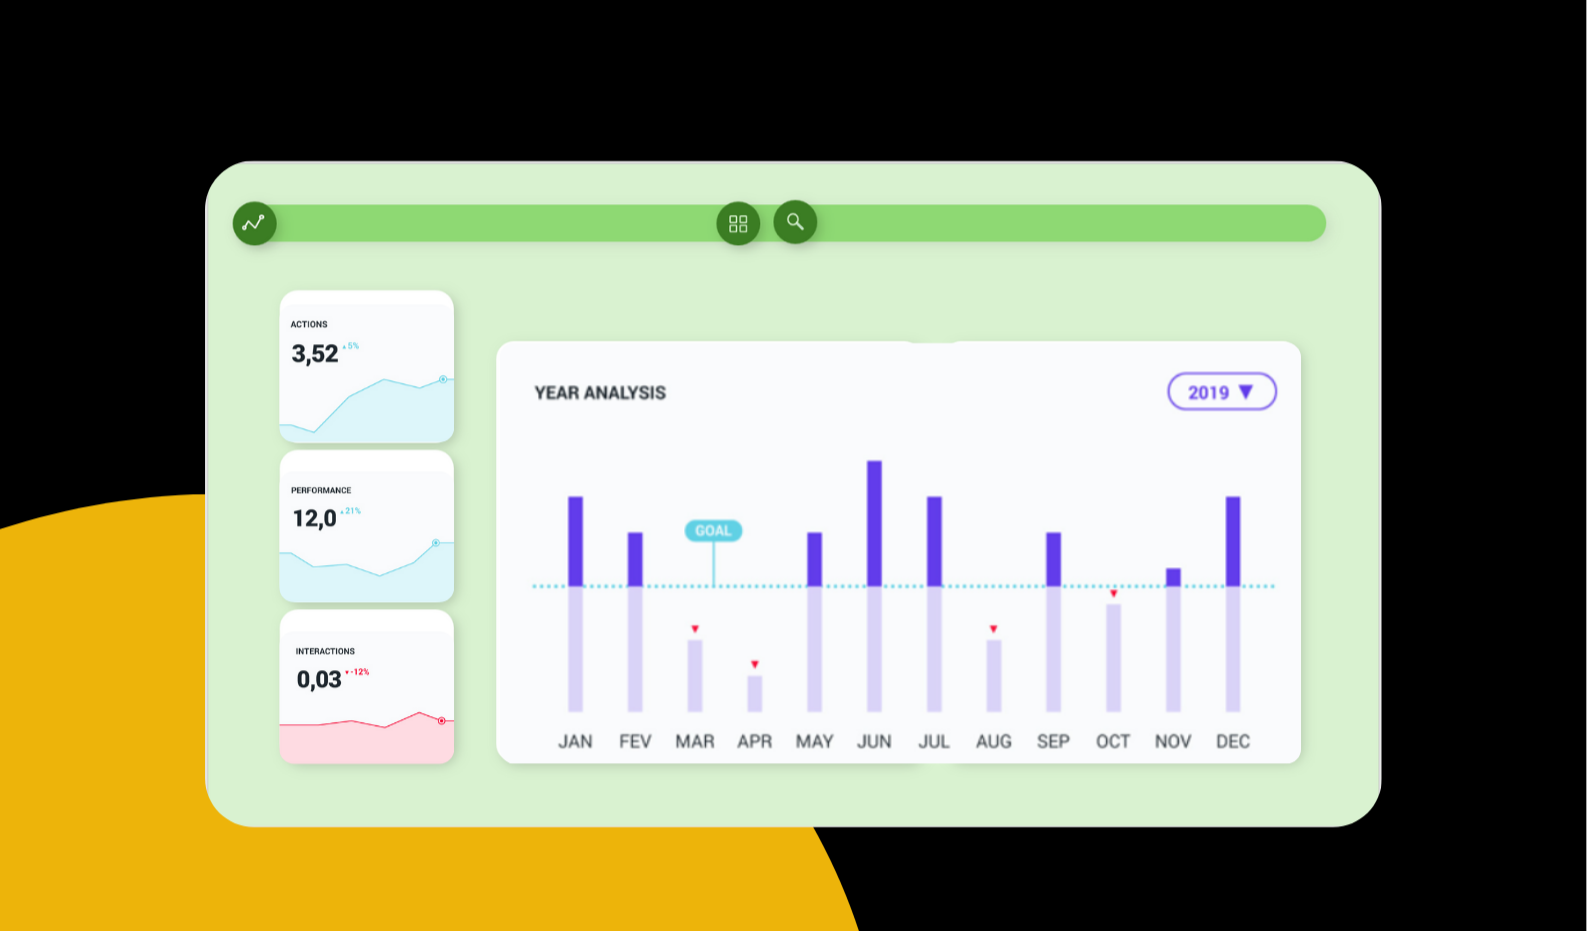 ACTIONS
3,52 ▲5%
PERFORMANCE
12,0 ▲21%
INTERACTIONS
0,03 ▼-12%
YEAR ANALYSIS
2019 ▼
GOAL
JAN FEV MAR APR MAY JUN JUL AUG SEP OCT NOV DEC